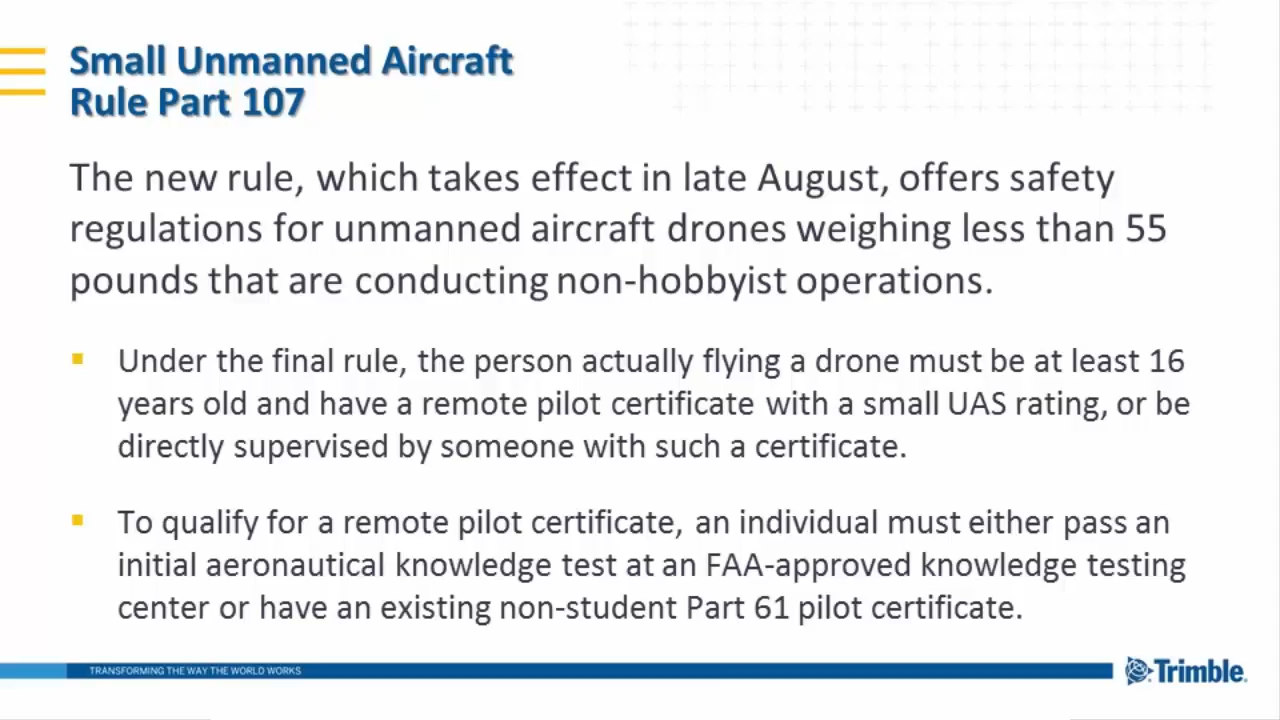 Small Unmanned Aircraft
Rule Part 107
The new rule, which takes effect in late August, offers safety
regulations for unmanned aircraft drones weighing less than 55
pounds that are conducting non-hobbyist operations.
▪ Under the final rule, the person actually flying a drone must be at least 16
years old and have a remote pilot certificate with a small UAS rating, or be
directly supervised by someone with such a certificate.
▪ To qualify for a remote pilot certificate, an individual must either pass an
initial aeronautical knowledge test at an FAA-approved knowledge testing
center or have an existing non-student Part 61 pilot certificate.
TRANSFORMING THE WAY THE WORLD WORKS
Trimble.